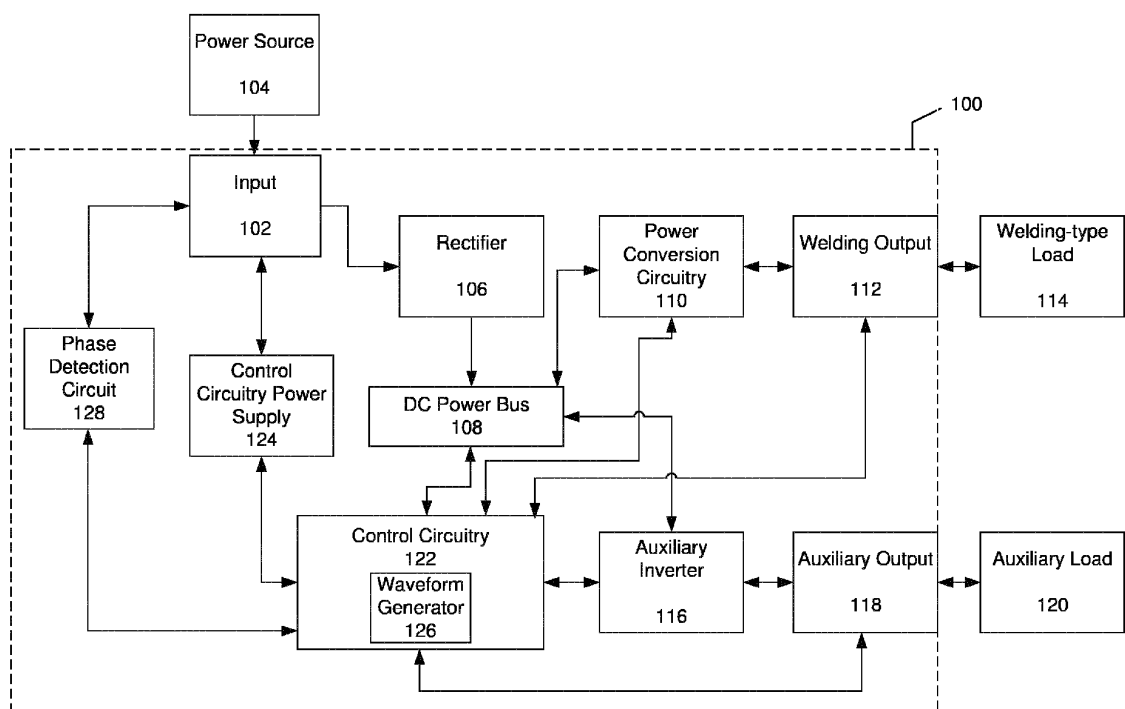 Power Source
104
100
Input
102
Rectifier
106
Power
Conversion
Circuitry
110
Welding Output
112
Welding-type
Load
114
Phase
Detection
Circuit
128
Control
Circuitry Power
Supply
124
DC Power Bus
108
Control Circuitry
122
Waveform
Generator
126
Auxiliary
Inverter
116
Auxiliary Output
118
Auxiliary Load
120